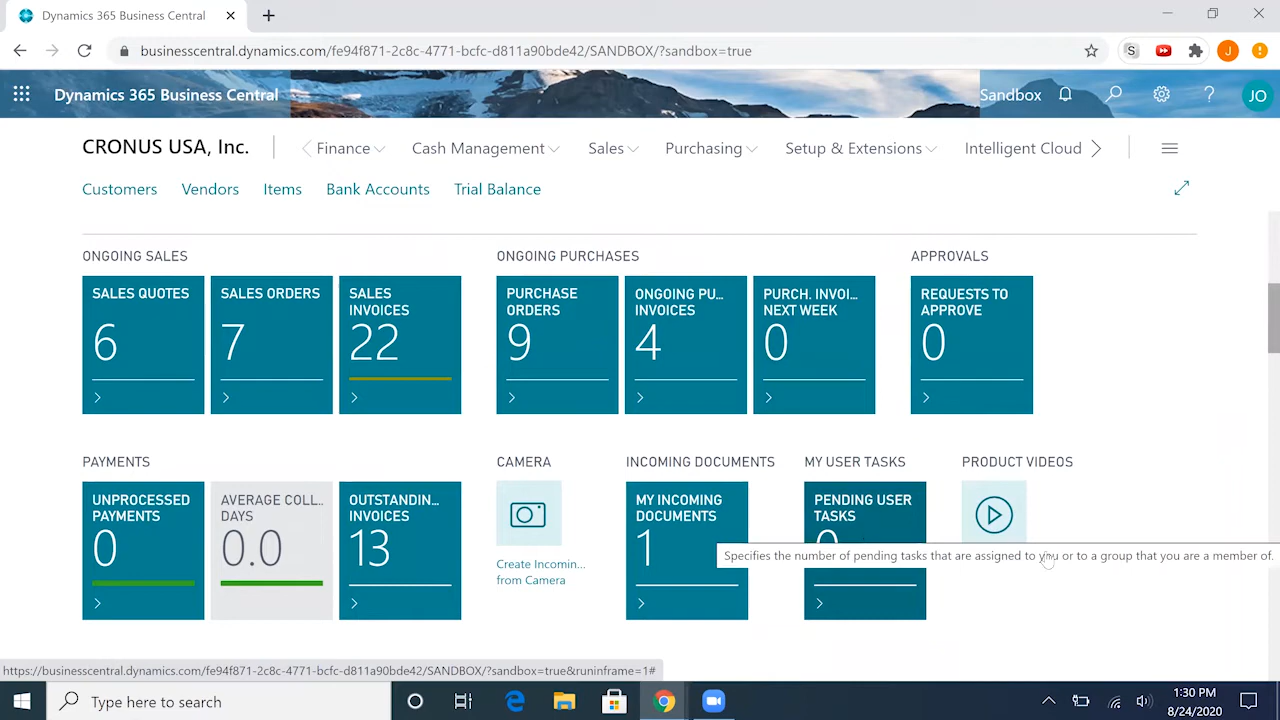 Dynamics 365 Business Central
businesscentral.dynamics.com/fe94f871-2c8c-4771-bcfc-d811a90bde42/SANDBOX/?sandbox=true
S
J
Dynamics 365 Business Central
Sandbox
?
JO
CRONUS USA, Inc.
Finance
Cash Management
Sales
Purchasing
Setup & Extensions
Intelligent Cloud
Customers
Vendors
Items
Bank Accounts
Trial Balance
ONGOING SALES
SALES QUOTES
6
SALES ORDERS
7
SALES
INVOICES
22
ONGOING PURCHASES
PURCHASE
ORDERS
9
ONGOING PU...
INVOICES
4
PURCH. INVOI...
NEXT WEEK
0
APPROVALS
REQUESTS TO
APPROVE
0
PAYMENTS
UNPROCESSED
PAYMENTS
0
AVERAGE COLL..
DAYS
0.0
OUTSTANDIN...
INVOICES
13
CAMERA
Create Incomin...
from Camera
INCOMING DOCUMENTS
MY INCOMING
DOCUMENTS
1
MY USER TASKS
PENDING USER
TASKS
PRODUCT VIDEOS
Specifies the number of pending tasks that are assigned to you or to a group that you are a member of.
https://businesscentral.dynamics.com/fe94f871-2c8c-4771-bcfc-d811a90bde42/SANDBOX/?sandbox=true&runinframe=1#
Type here to search
1:30 PM
8/24/2020